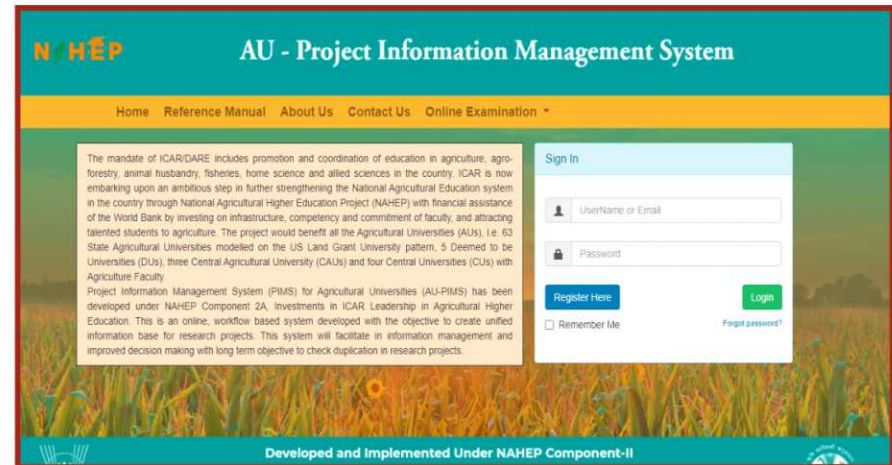 NAHEP
AU - Project Information Management System
Home Reference Manual About Us Contact Us Online Examination
The mandate of ICAR/DARE includes promotion and coordination of education in agriculture, agro-
forestry, animal husbandry, fisheries, home science and allied sciences in the country. ICAR is now
embarking upon an ambitious step in further strengthening the National Agricultural Education system
in the country through National Agricultural Higher Education Project (NAHEP) with financial assistance
of the World Bank by investing on infrastructure, competency and commitment of faculty, and attracting
talented students to agriculture. The project would benefit all the Agricultural Universities (AUs), i.e. 63
State Agricultural Universities modelled on the US Land Grant University pattern, 5 Deemed to be
Universities (DUs), three Central Agricultural University (CAUs) and four Central Universities (CUs) with
Agriculture Faculty.
Project Information Management System (PIMS) for Agricultural Universities (AU-PIMS) has been
developed under NAHEP Component 2A, Investments in ICAR Leadership in Agricultural Higher
Education. This is an online, workflow based system developed with the objective to create unified
information base for research projects. This system will facilitate in information management and
improved decision making with long term objective to check duplication in research projects.
Sign In
UserName or Email
Password
Register Here Login
Remember Me Forgot password?
Developed and Implemented Under NAHEP Component-II